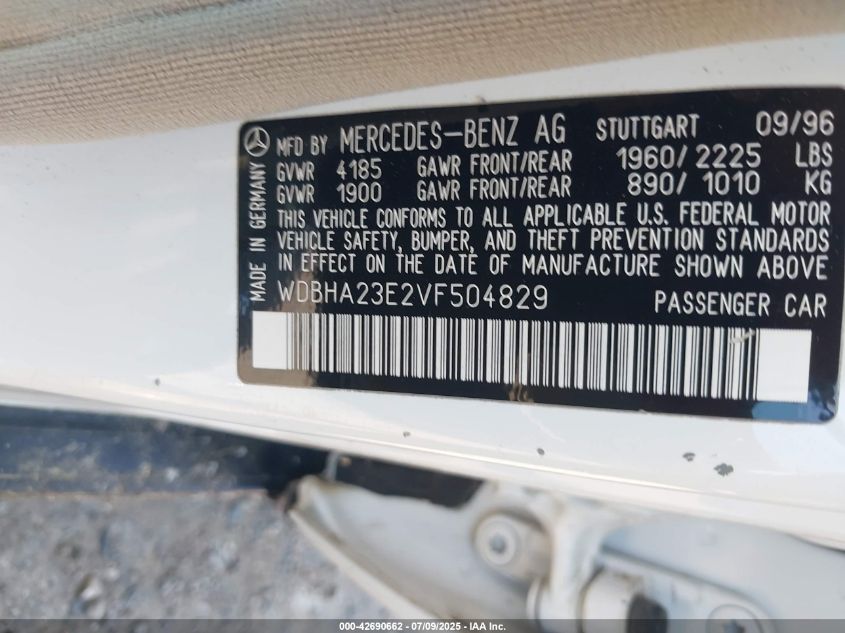 MADE IN GERMANY
MFD BY MERCEDES-BENZ AG STUTTGART 09/96
GVWR 4185 GAWR FRONT/REAR 1960/2225 LBS
GVWR 1900 GAWR FRONT/REAR 890/1010 KG
THIS VEHICLE CONFORMS TO ALL APPLICABLE U.S. FEDERAL MOTOR
VEHICLE SAFETY, BUMPER, AND THEFT PREVENTION STANDARDS
IN EFFECT ON THE DATE OF MANUFACTURE SHOWN ABOVE
WDBHA23E2VF504829 PASSENGER CAR
000-42690662 - 07/09/2025 - IAA Inc.